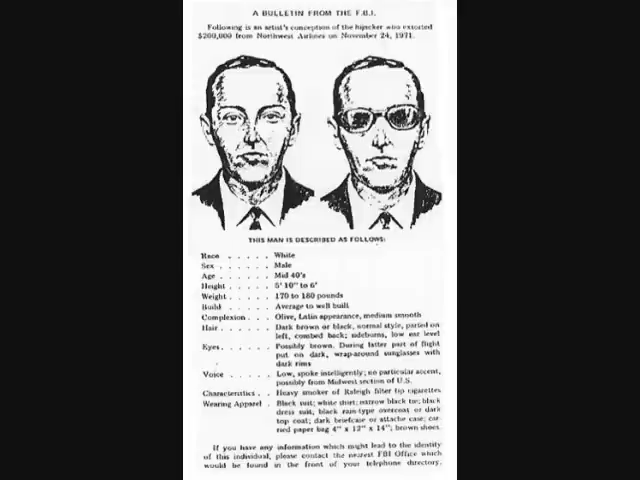 A BULLETIN FROM THE F.B.I.
Following is an artist's conception of the hijacker who extorted
$200,000 from Northwest Airlines on November 24, 1971.
THIS MAN IS DESCRIBED AS FOLLOWS:
Race . . . . . White
Sex . . . . . . Male
Age . . . . . . Mid 40's
Height . . . . . 5' 10" to 6'
Weight . . . . . 170 to 180 pounds
Build . . . . . Average to well built
Complexion . . . Olive, Latin appearance, medium smooth
Hair . . . . . . Dark brown or black, normal style, parted on
left, combed back; sideburns, low ear level
Eyes . . . . . . Possibly brown. During latter part of flight
put on dark, wrap-around sunglasses with
dark rims
Voice . . . . . Low, spoke intelligently; no particular accent,
possibly from Midwest section of U.S.
Characteristics . . Heavy smoker of Raleigh filter tip cigarettes
Wearing Apparel . Black suit; white shirt; narrow black tie; black
dress suit; black rain-type overcoat or dark
top coat; dark briefcase or attache case; car-
ried paper bag 4" x 12" x 14"; brown shoes.
If you have any information which might lead to the identity
of this individual, please contact the nearest FBI Office which
would be found in the front of your telephone directory.